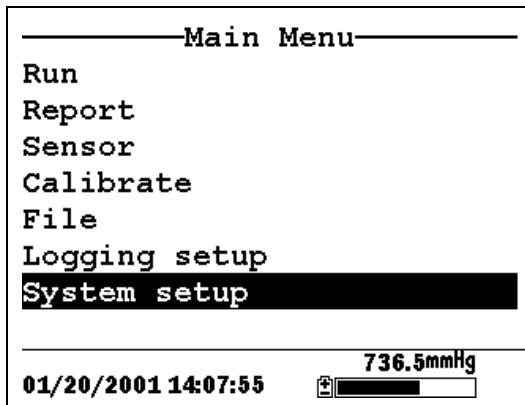 Main Menu
Run
Report
Sensor
Calibrate
File
Logging setup
System setup
736.5mmHg
01/20/2001 14:07:55